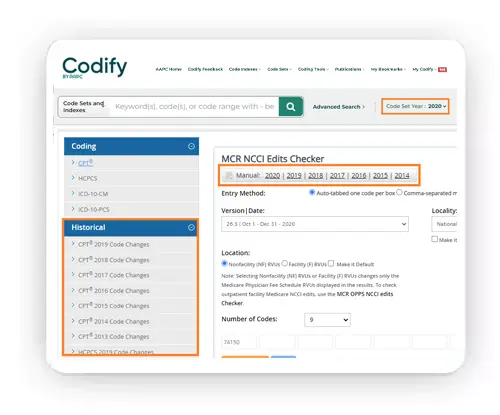 Codify
BY AAPC
AAPC Home Codify Feedback Code Indexes Code Sets Coding Tools Publications My Bookmarks My Codify
Code Sets and Indexes
Keyword(s), code(s), or code range with - be
Advanced Search >
Code Set Year : 2020
Coding
CPT®
HCPCS
ICD-10-CM
ICD-10-PCS
Historical
CPT® 2019 Code Changes
CPT® 2018 Code Changes
CPT® 2017 Code Changes
CPT® 2016 Code Changes
CPT® 2015 Code Changes
CPT® 2014 Code Changes
CPT® 2013 Code Changes
HCPCS 2019 Code Changes
MCR NCCI Edits Checker
Manual: 2020 | 2019 | 2018 | 2017 | 2016 | 2015 | 2014
Entry Method: Auto-tabbed one code per box Comma-separated m
Version|Date: Locality:
26.3 | Oct 1 - Dec 31 - 2020 National
Make it
Location:
Nonfacility (NF) RVUs Facility (F) RVUs Make it Default
Note: Selecting Nonfacility (NF) RVUs or Facility (F) RVUs changes only the
Medicare Physician Fee Schedule RVUs displayed in the results. To check
outpatient facility Medicare NCCI edits, use the MCR OPPS NCCI edits
Checker.
Number of Codes: 9
74150